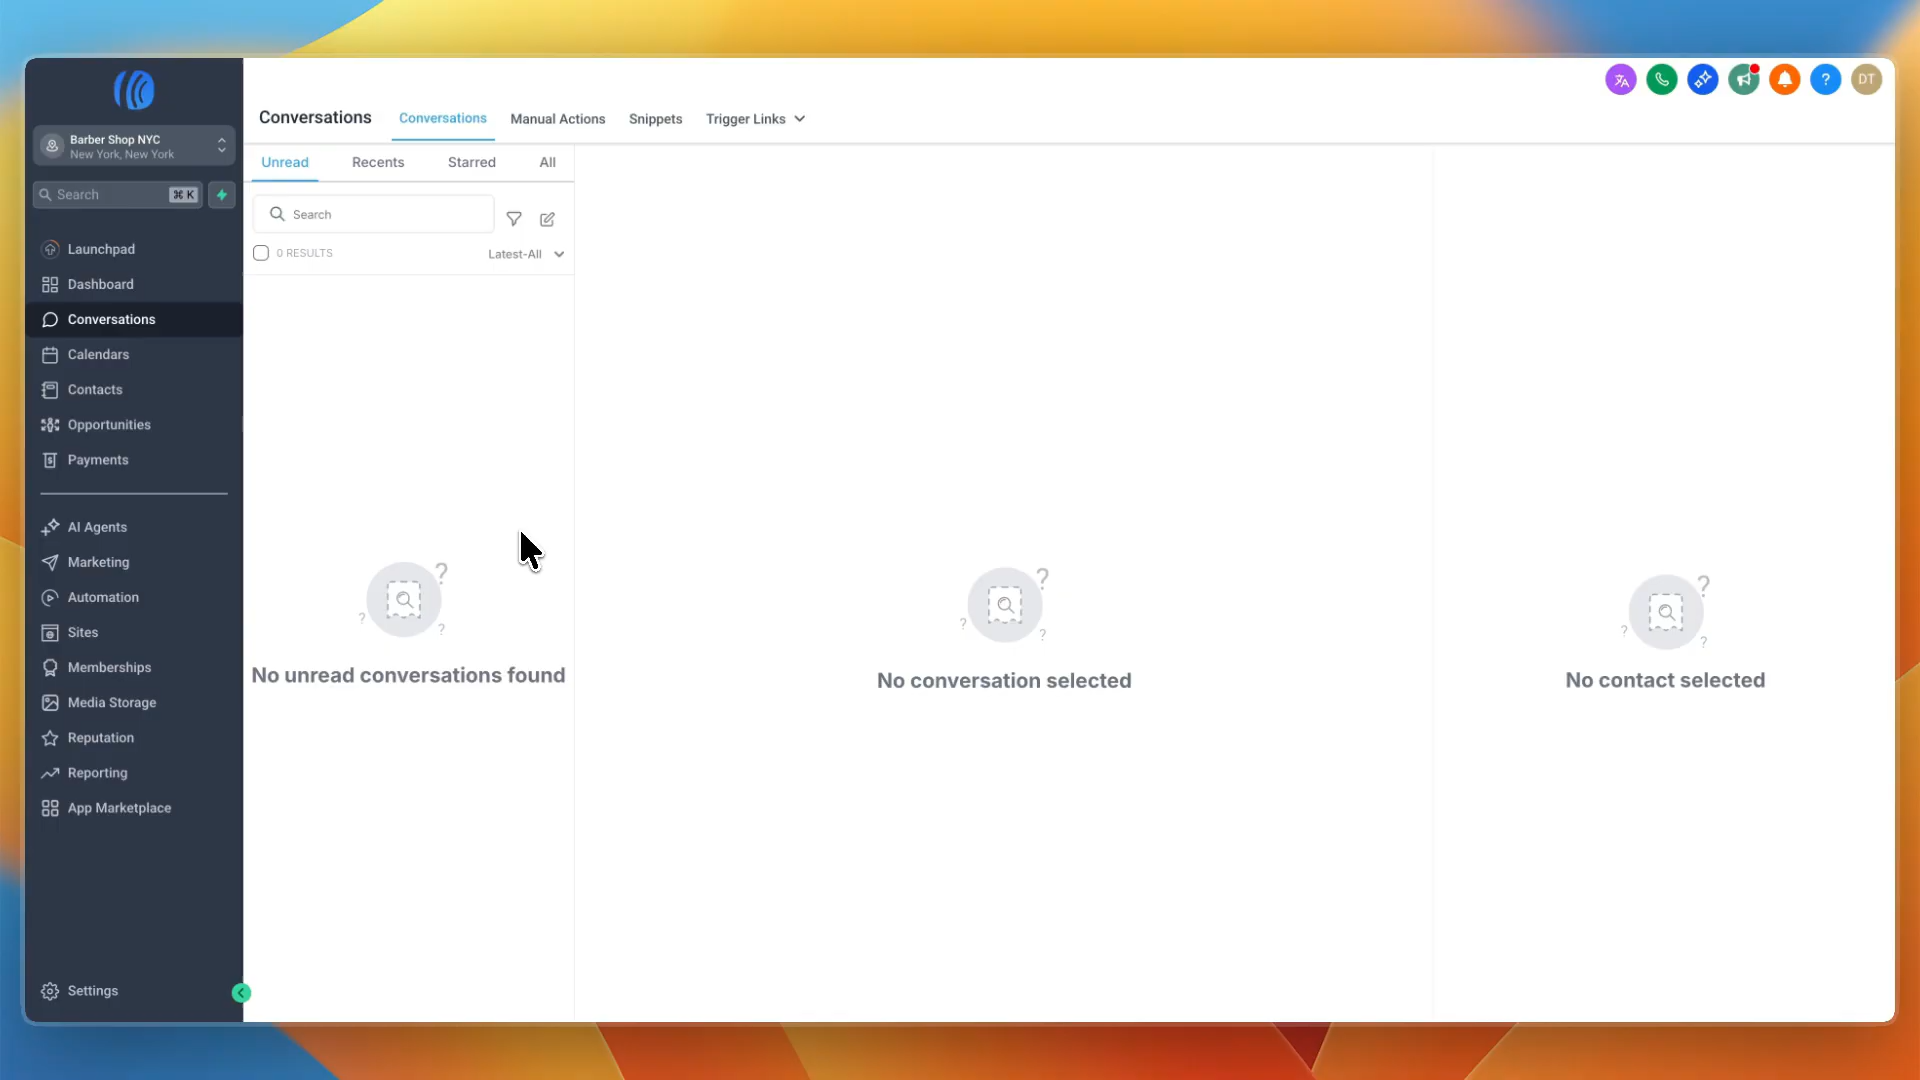 Barber Shop NYC
New York, New York
Search ⌘ K
Launchpad
Dashboard
Conversations
Calendars
Contacts
Opportunities
Payments
AI Agents
Marketing
Automation
Sites
Memberships
Media Storage
Reputation
Reporting
App Marketplace
Settings
DT
Conversations Conversations Manual Actions Snippets Trigger Links
Unread Recents Starred All
Search
0 RESULTS Latest-All
? ? ?
No unread conversations found
? ? ?
No conversation selected
? ? ?
No contact selected